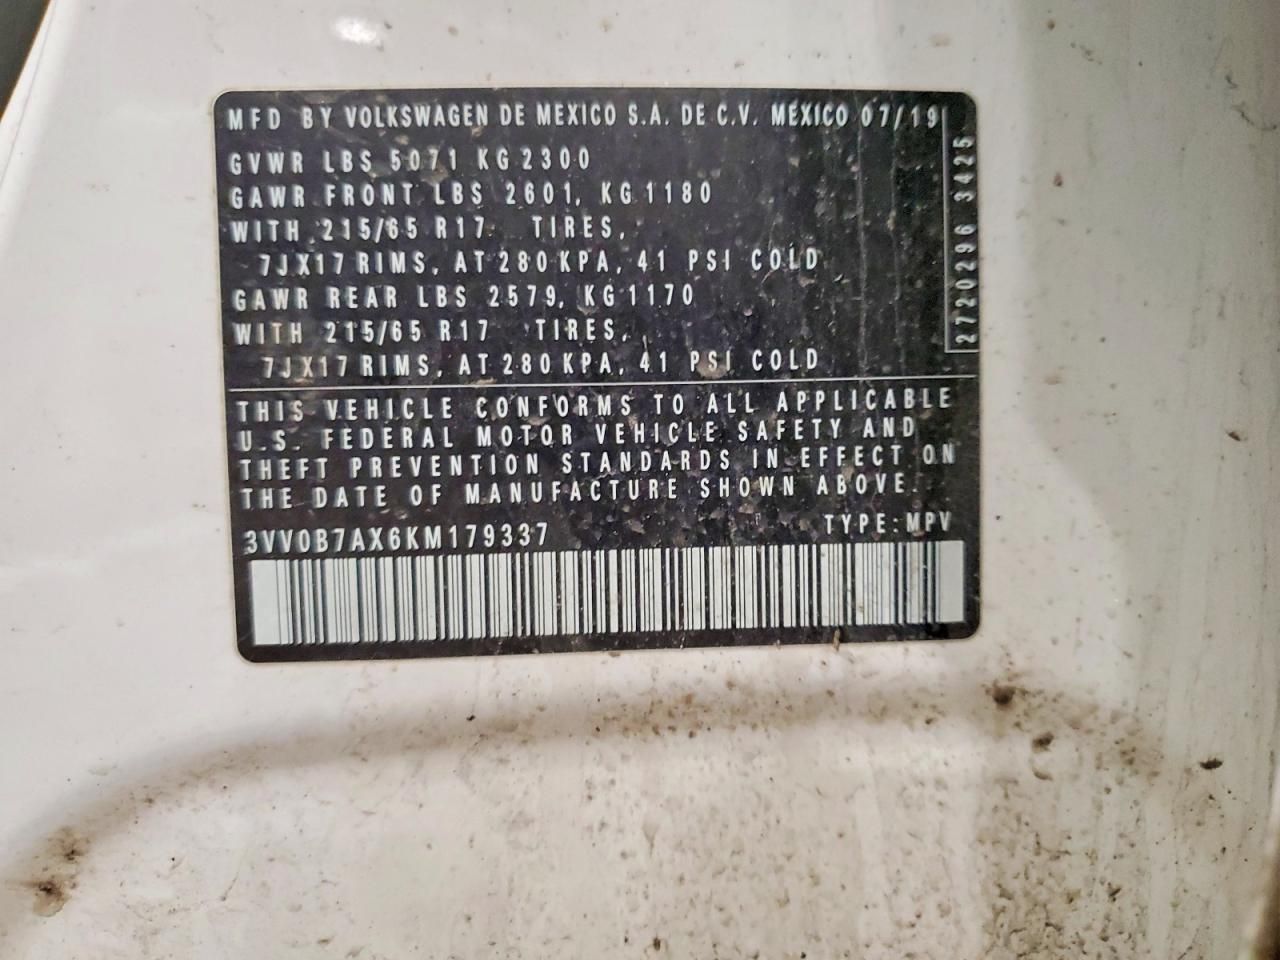 MFD BY VOLKSWAGEN DE MEXICO S.A. DE C.V. MEXICO 07/19
GVWR LBS 5071 KG 2300
GAWR FRONT LBS 2601, KG 1180
WITH 215/65 R17 TIRES,
7JX17 RIMS, AT 280 KPA, 41 PSI COLD
GAWR REAR LBS 2579, KG 1170
WITH 215/65 R17 TIRES,
7JX17 RIMS, AT 280 KPA, 41 PSI COLD
2720296 3425
THIS VEHICLE CONFORMS TO ALL APPLICABLE
U.S. FEDERAL MOTOR VEHICLE SAFETY AND
THEFT PREVENTION STANDARDS IN EFFECT ON
THE DATE OF MANUFACTURE SHOWN ABOVE.
3VV0B7AX6KM179337 TYPE: MPV